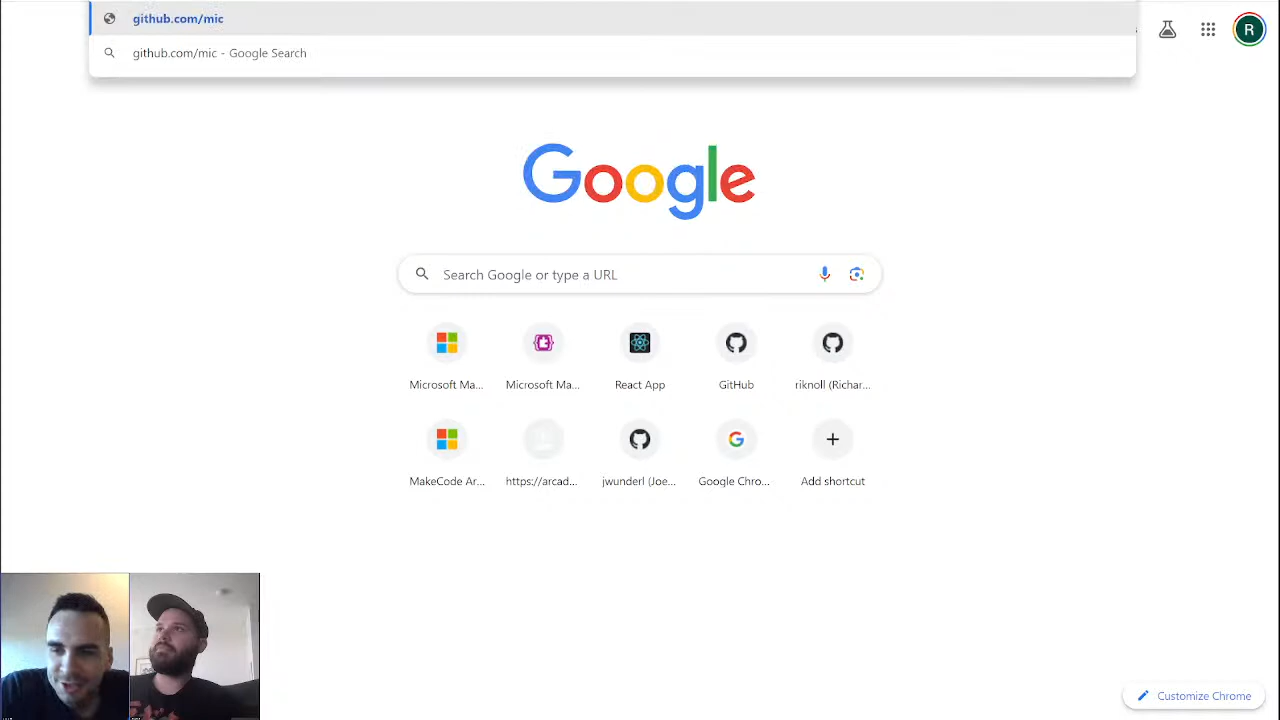 github.com/mic
github.com/mic - Google Search
R
Google
Search Google or type a URL
Microsoft Ma...
Microsoft Ma...
React App
GitHub
riknoll (Richar...
MakeCode Ar...
https://arcad...
jwunderl (Joe...
Google Chro...
Add shortcut
Customize Chrome